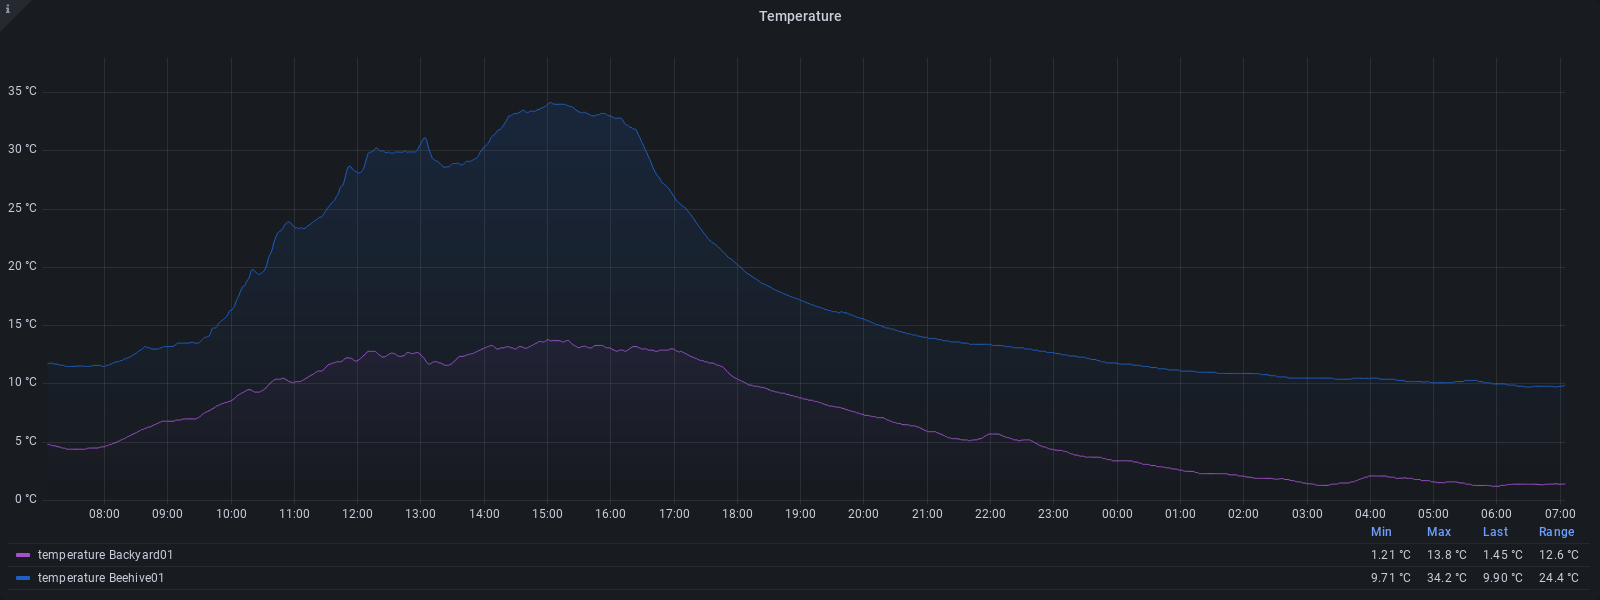 i
Temperature
35 °C
30 °C
25 °C
20 °C
15 °C
10 °C
5 °C
0 °C
08:00 09:00 10:00 11:00 12:00 13:00 14:00 15:00 16:00 17:00 18:00 19:00 20:00 21:00 22:00 23:00 00:00 01:00 02:00 03:00 04:00 05:00 06:00 07:00
Min Max Last Range
temperature Backyard01 1.21 °C 13.8 °C 1.45 °C 12.6 °C
temperature Beehive01 9.71 °C 34.2 °C 9.90 °C 24.4 °C